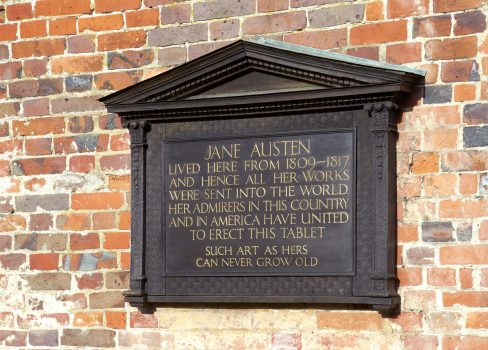 JANE AUSTEN
LIVED HERE FROM 1809–1817
AND HENCE ALL HER WORKS
WERE SENT INTO THE WORLD
HER ADMIRERS IN THIS COUNTRY
AND IN AMERICA HAVE UNITED
TO ERECT THIS TABLET
SUCH ART AS HERS
CAN NEVER GROW OLD